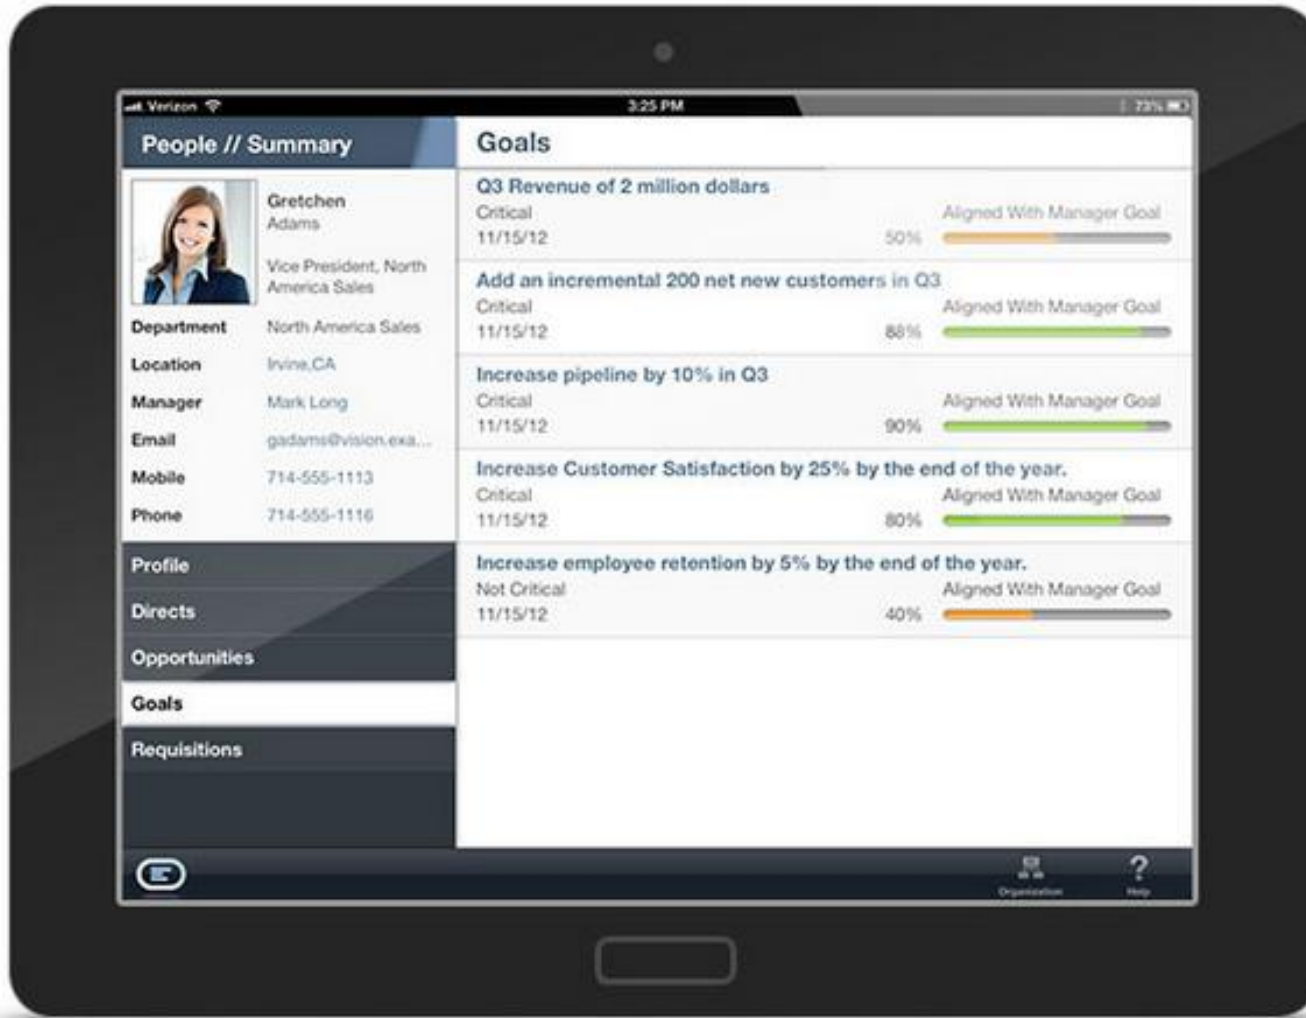 Verizon
3:25 PM
73%
People // Summary
Gretchen
Adams
Vice President, North
America Sales
Department North America Sales
Location Irvine,CA
Manager Mark Long
Email gadams@vision.exa...
Mobile 714-555-1113
Phone 714-555-1116
Profile
Directs
Opportunities
Goals
Requisitions
Goals
Q3 Revenue of 2 million dollars
Critical
Aligned With Manager Goal
11/15/12
50%
Add an incremental 200 net new customers in Q3
Critical
Aligned With Manager Goal
11/15/12
88%
Increase pipeline by 10% in Q3
Critical
Aligned With Manager Goal
11/15/12
90%
Increase Customer Satisfaction by 25% by the end of the year.
Critical
Aligned With Manager Goal
11/15/12
80%
Increase employee retention by 5% by the end of the year.
Not Critical
Aligned With Manager Goal
11/15/12
40%
Organization
?
Help